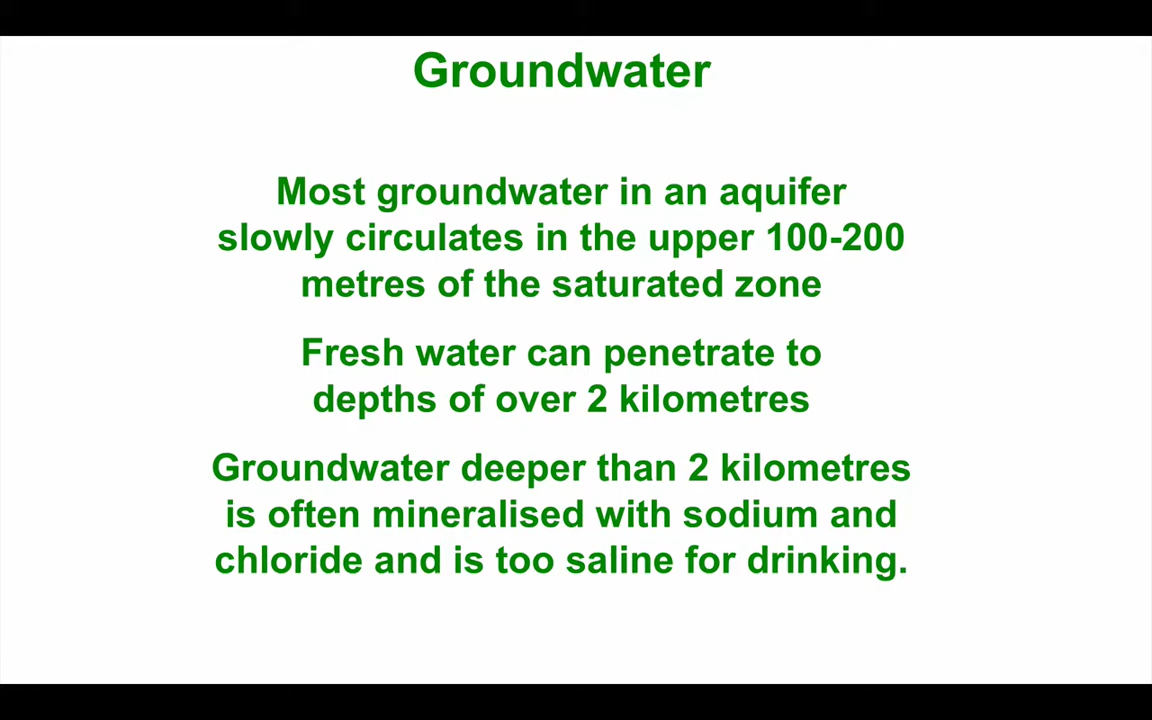 Groundwater
Most groundwater in an aquifer
slowly circulates in the upper 100-200
metres of the saturated zone
Fresh water can penetrate to
depths of over 2 kilometres
Groundwater deeper than 2 kilometres
is often mineralised with sodium and
chloride and is too saline for drinking.